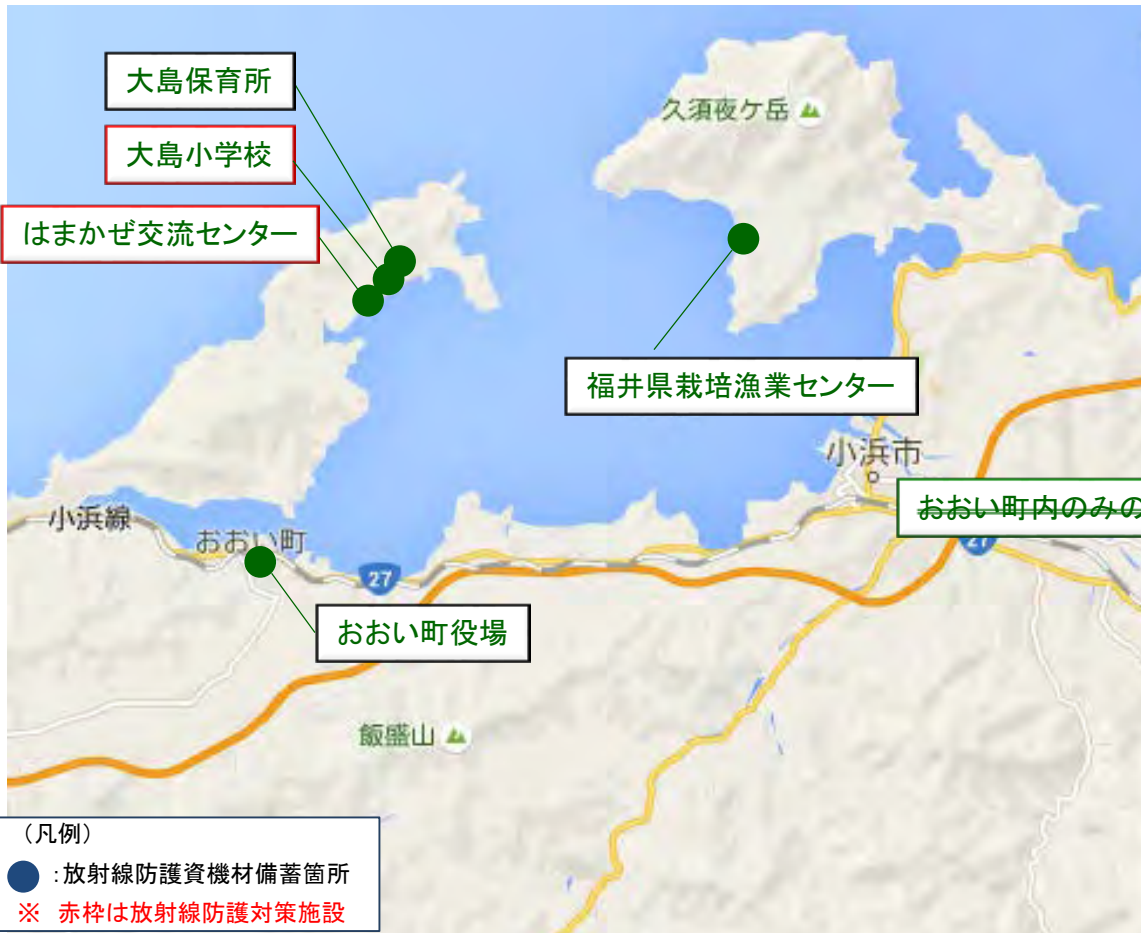 大島保育所
久須夜ケ岳
大島小学校
はまかぜ交流センター
福井県栽培漁業センター
小浜市
おおい町内のみの
小浜線
おおい町
27
27
おおい町役場
飯盛山
(凡例)
:放射線防護資機材備蓄箇所
※ 赤枠は放射線防護対策施設